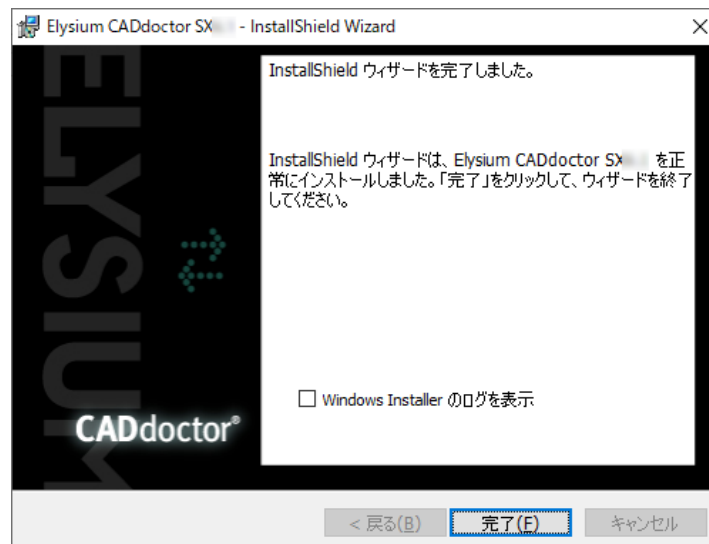 Elysium CADdoctor SX - InstallShield Wizard
InstallShield ウィザードを完了しました。
InstallShield ウィザードは、Elysium CADdoctor SX を正
常にインストールしました。「完了」をクリックして、ウィザードを終了
してください。
Windows Installer のログを表示
ELYSIUM
CADdoctor®
< 戻る(B)
完了(F)
キャンセル